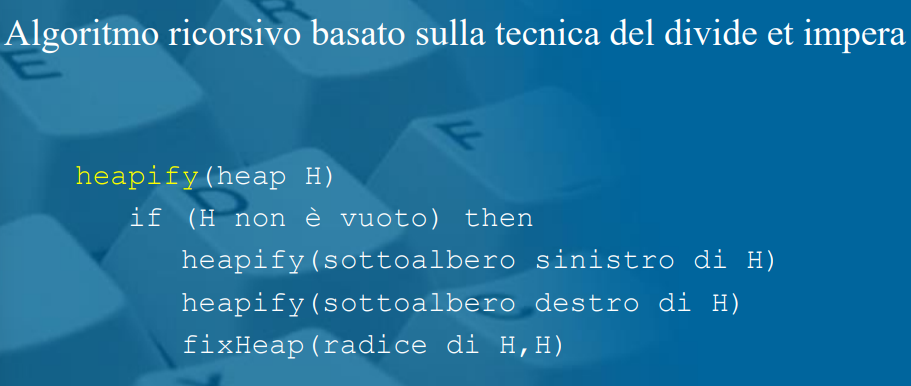 Algoritmo ricorsivo basato sulla tecnica del divide et impera
heapify(heap H)
if (H non è vuoto) then
heapify(sottoalbero sinistro di H)
heapify(sottoalbero destro di H)
fixHeap(radice di H,H)